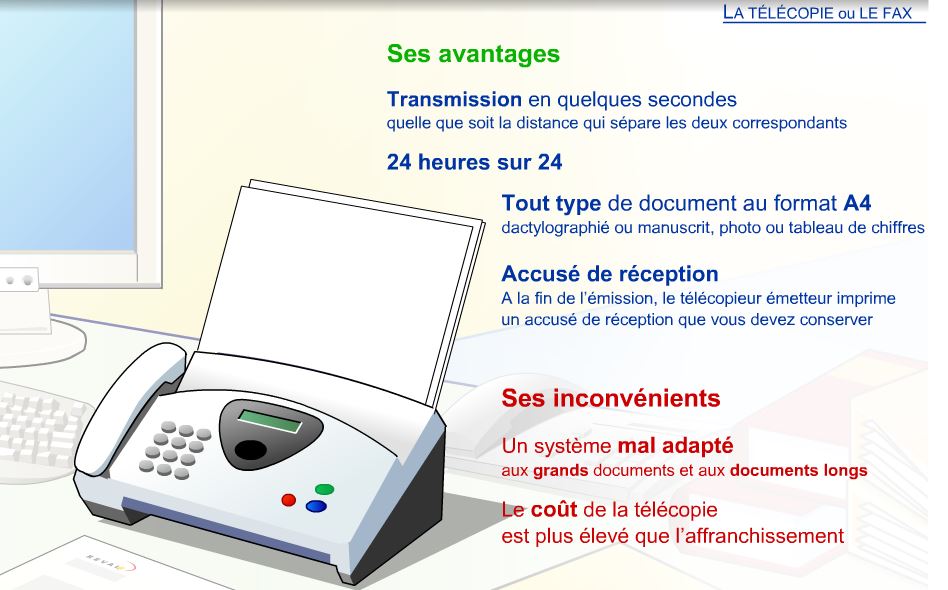 LA TÉLÉCOPIE ou LE FAX
Ses avantages
Transmission en quelques secondes
quelle que soit la distance qui sépare les deux correspondants
24 heures sur 24
Tout type de document au format A4
dactylographié ou manuscrit, photo ou tableau de chiffres
Accusé de réception
A la fin de l'émission, le télécopieur émetteur imprime
un accusé de réception que vous devez conserver
Ses inconvénients
Un système mal adapté
aux grands documents et aux documents longs
Le coût de la télécopie
est plus élevé que l'affranchissement